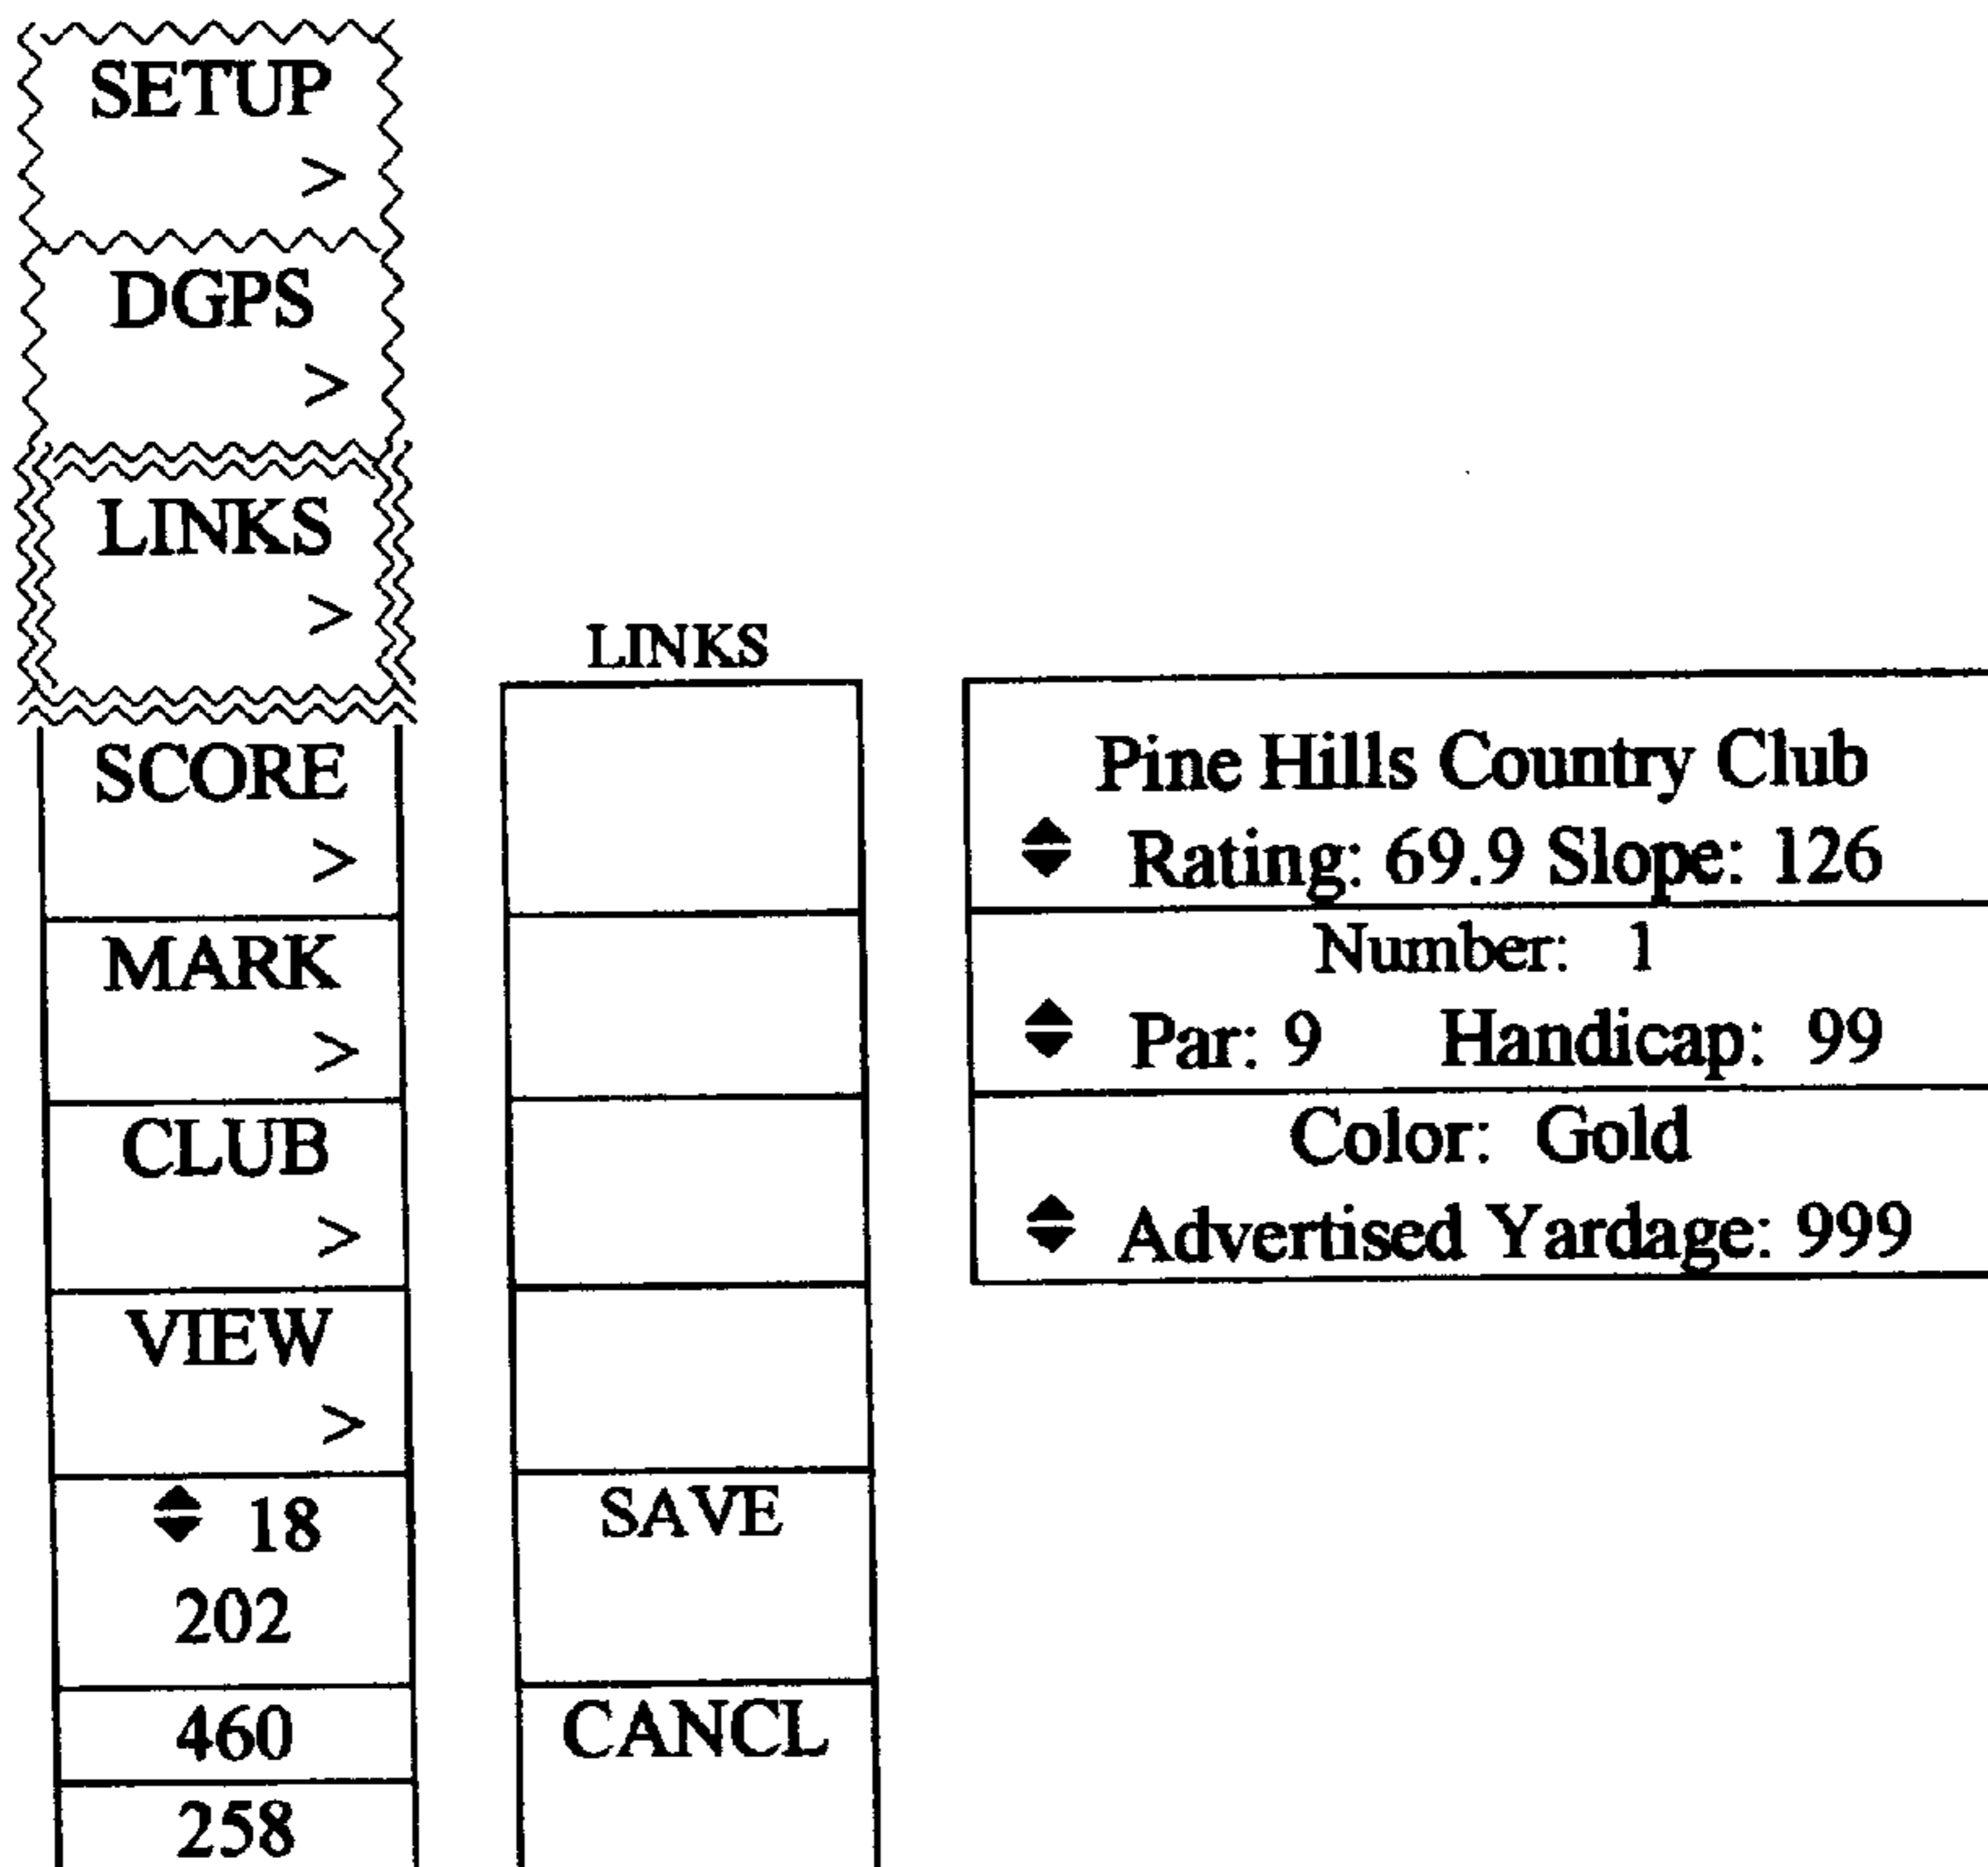 SETUP
>
DGPS
>
LINKS
>
SCORE
>
MARK
>
CLUB
>
VIEW
>
18
202
460
258
LINKS
SAVE
CANCL
Pine Hills Country Club
Rating: 69.9 Slope: 126
Number: 1
Par: 9 Handicap: 99
Color: Gold
Advertised Yardage: 999